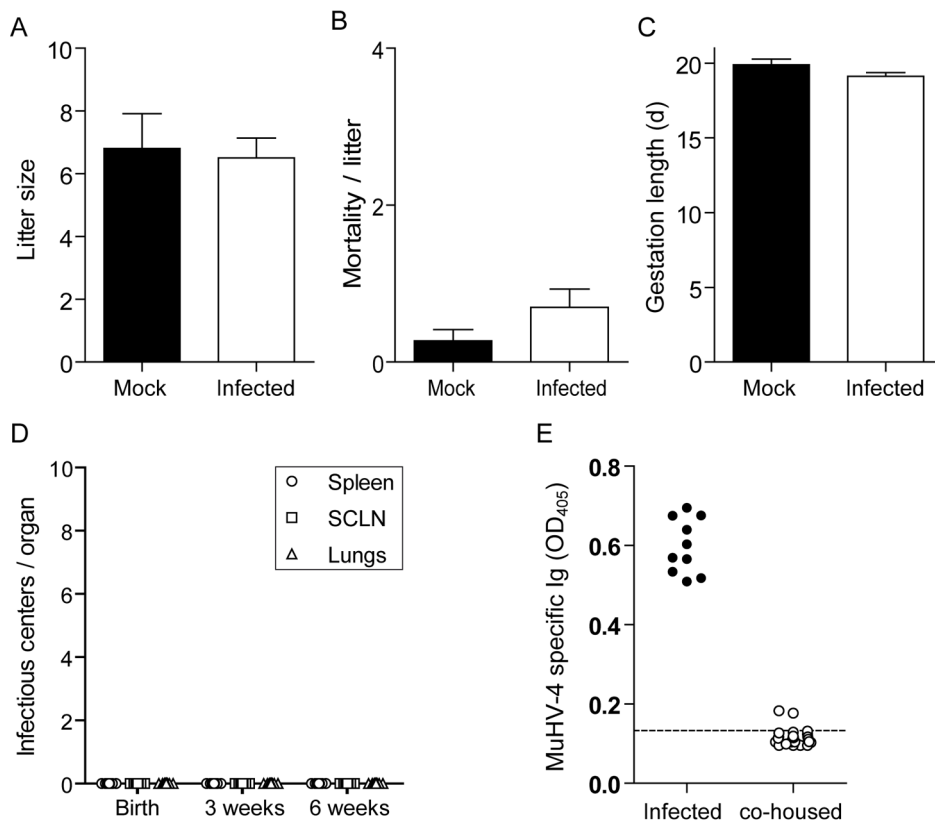 A
Litter size
10
8
6
4
2
0
Mock Infected
B
Mortality / litter
4
2
0
Mock Infected
C
Gestation length (d)
20
15
10
5
0
Mock Infected
D
Infectious centers / organ
10
8
6
4
2
0
Spleen
SCLN
Lungs
Birth 3 weeks 6 weeks
E
MuHV-4 specific Ig (OD405)
0.8
0.6
0.4
0.2
0.0
Infected co-housed